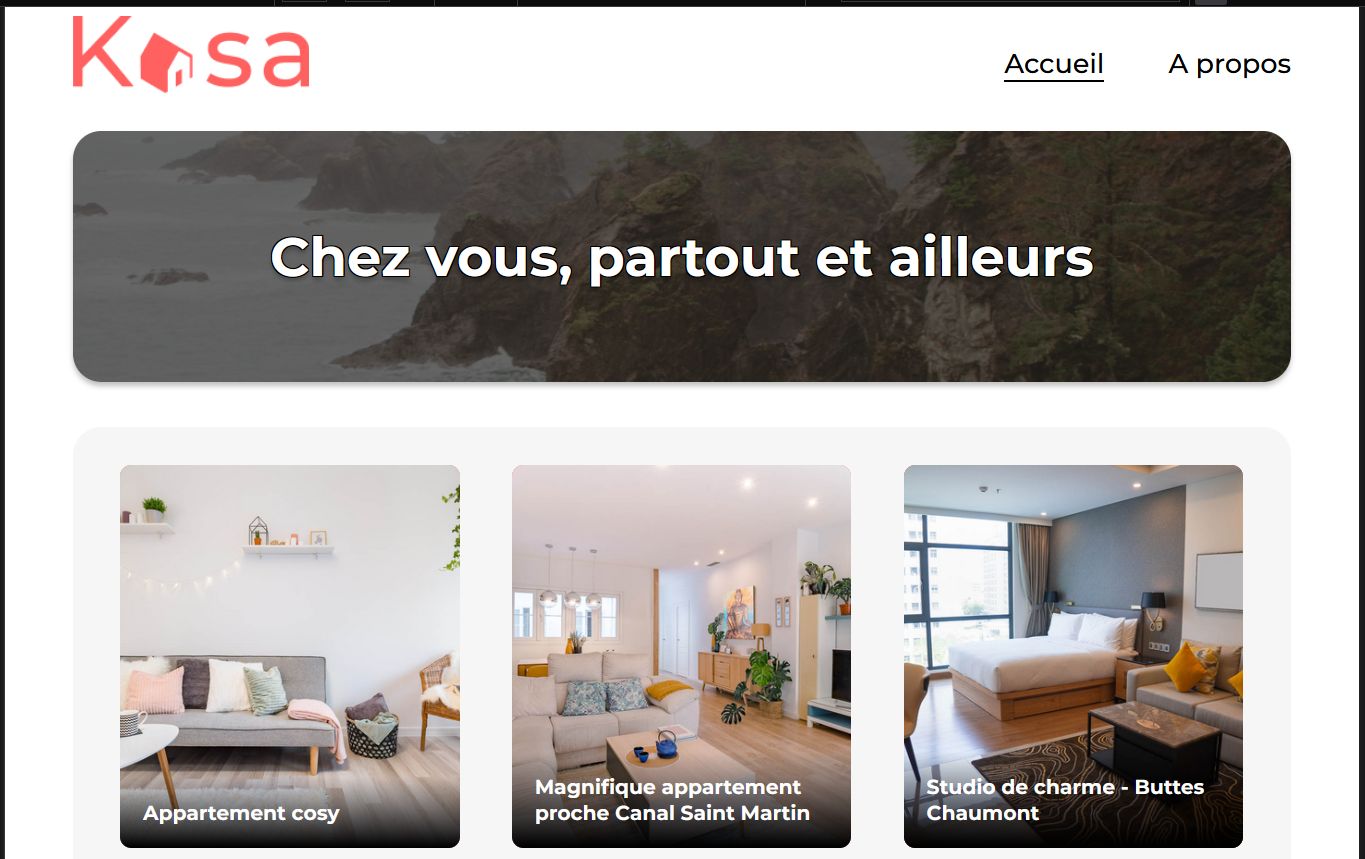 Kasa
Accueil
A propos
Chez vous, partout et ailleurs
Appartement cosy
Magnifique appartement
proche Canal Saint Martin
Studio de charme - Buttes
Chaumont